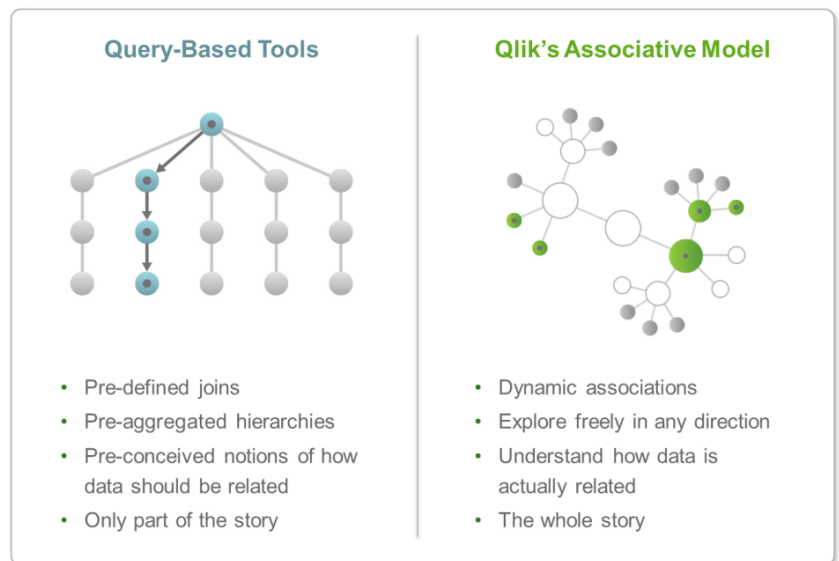 Query-Based Tools
• Pre-defined joins
• Pre-aggregated hierarchies
• Pre-conceived notions of how
data should be related
• Only part of the story
Qlik's Associative Model
• Dynamic associations
• Explore freely in any direction
• Understand how data is
actually related
• The whole story